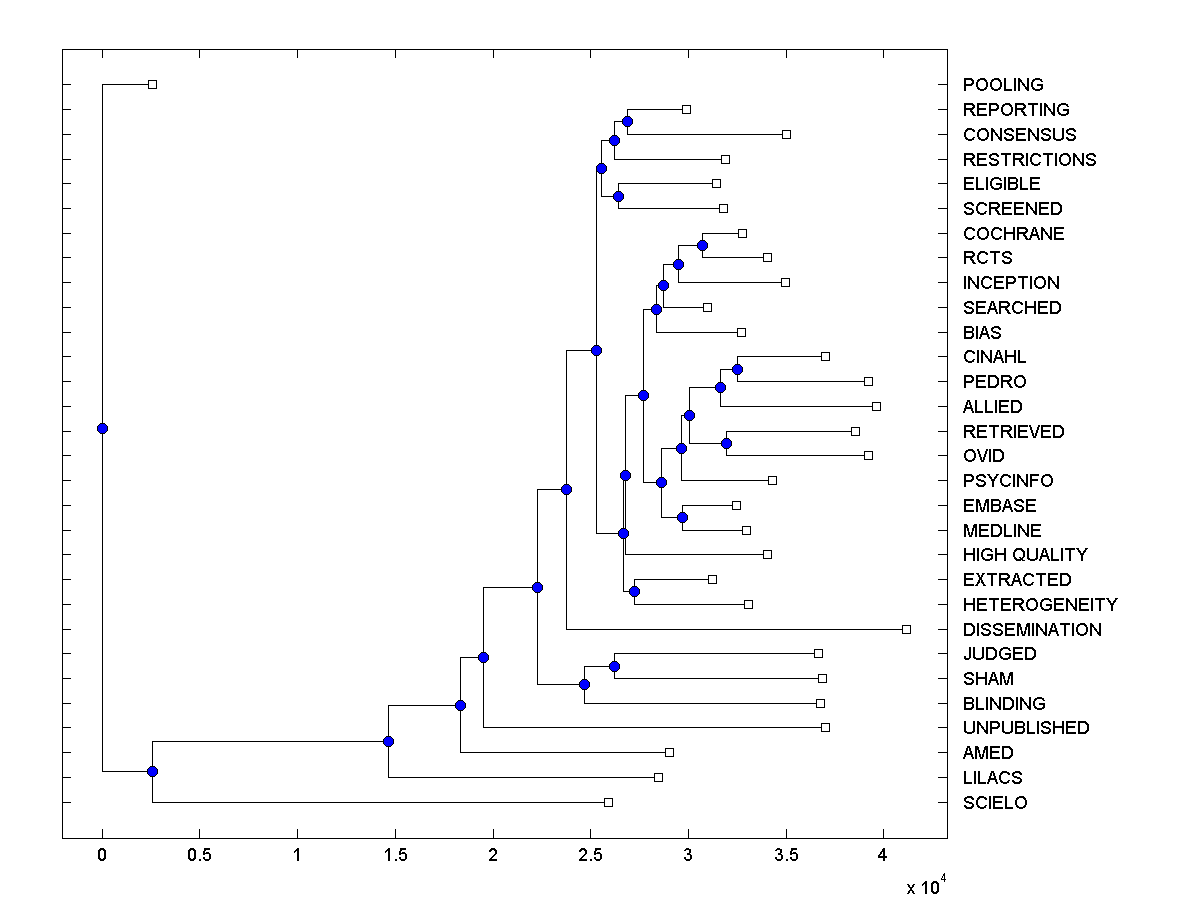 POOLING
REPORTING
CONSENSUS
RESTRICTIONS
ELIGIBLE
SCREENED
COCHRANE
RCTS
INCEPTION
SEARCHED
BIAS
CINAHL
PEDRO
ALLIED
RETRIEVED
OVID
PSYCINFO
EMBASE
MEDLINE
HIGH QUALITY
EXTRACTED
HETEROGENEITY
DISSEMINATION
JUDGED
SHAM
BLINDING
UNPUBLISHED
AMED
LILACS
SCIELO
0 0.5 1 1.5 2 2.5 3 3.5 4
x 10^4